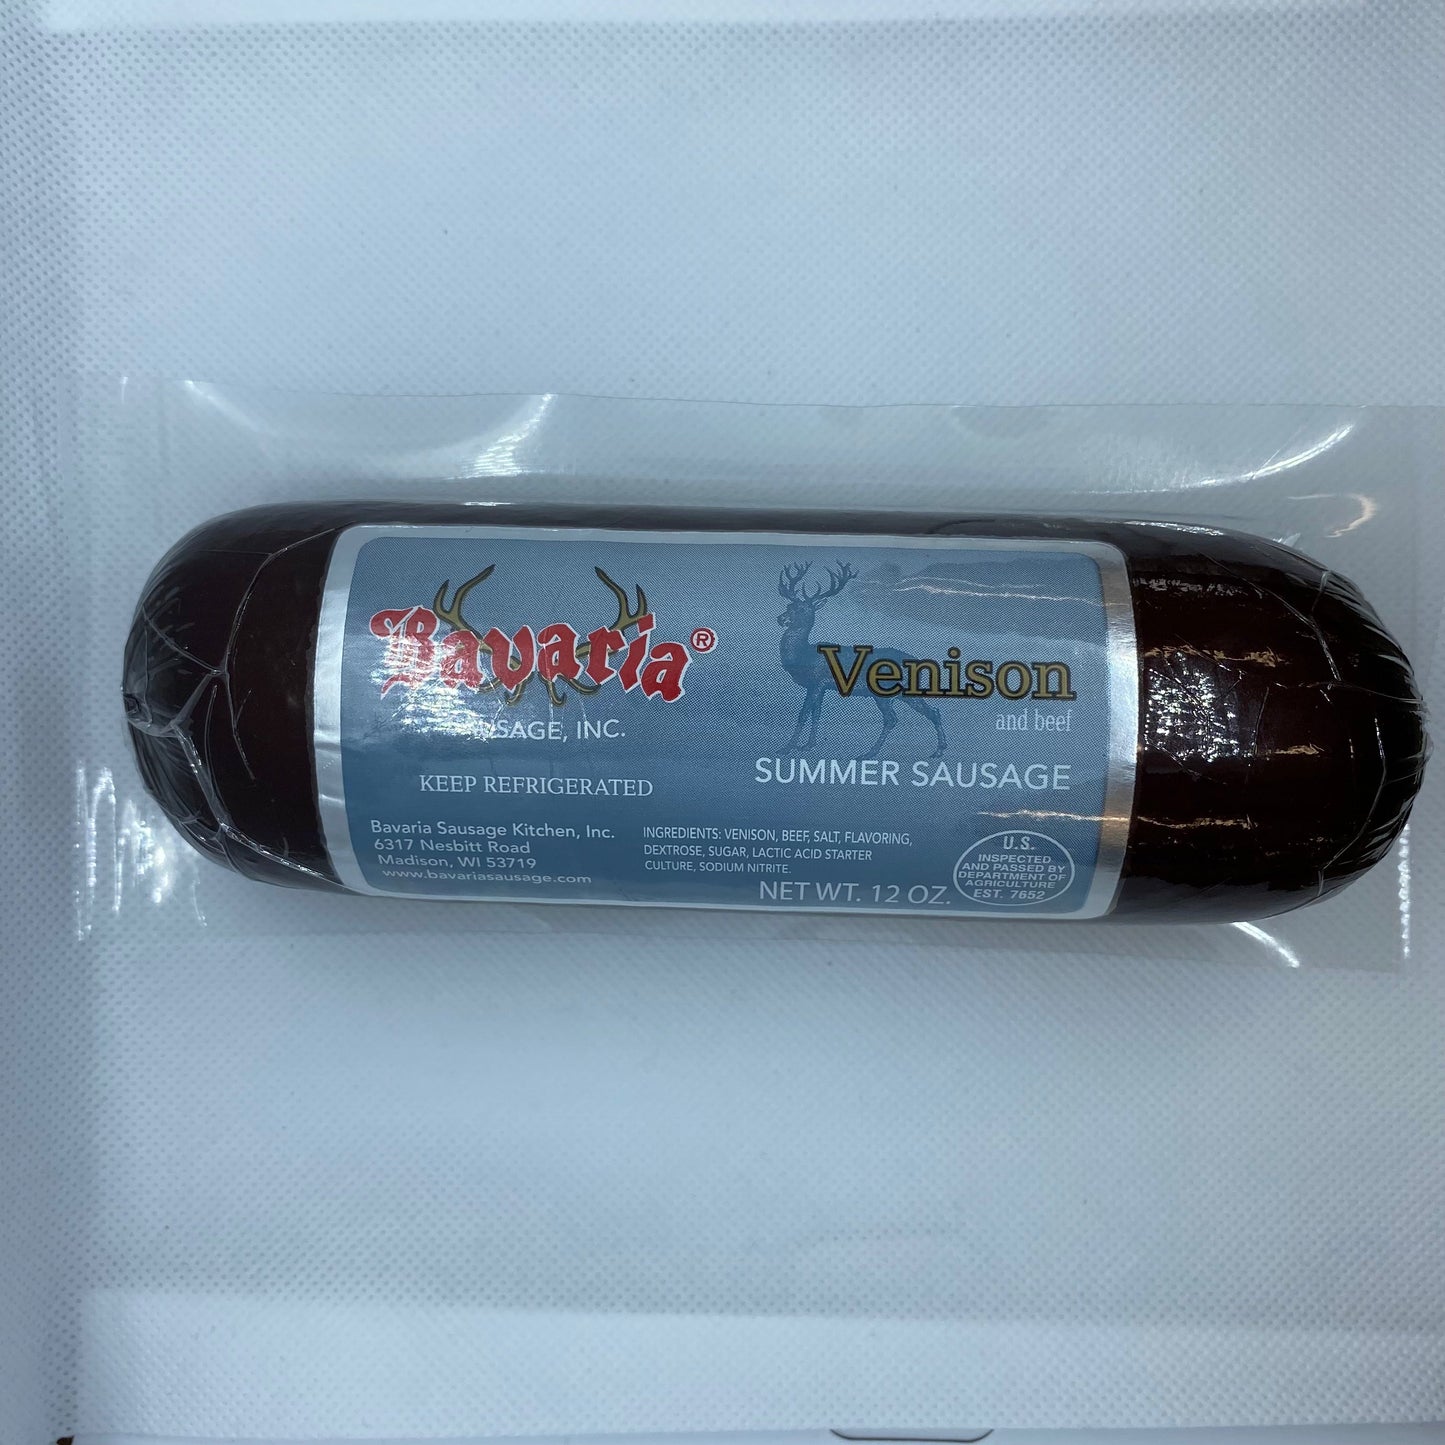 Bavaria®
SAUSAGE, INC.
KEEP REFRIGERATED
Bavaria Sausage Kitchen, Inc.
6317 Nesbitt Road
Madison, WI 53719
www.bavariasausage.com
Venison
and beef
SUMMER SAUSAGE
INGREDIENTS: VENISON, BEEF, SALT, FLAVORING,
DEXTROSE, SUGAR, LACTIC ACID STARTER
CULTURE, SODIUM NITRITE.
NET WT. 12 OZ.
U.S.
INSPECTED
AND PASSED BY
DEPARTMENT OF
AGRICULTURE
EST. 7652